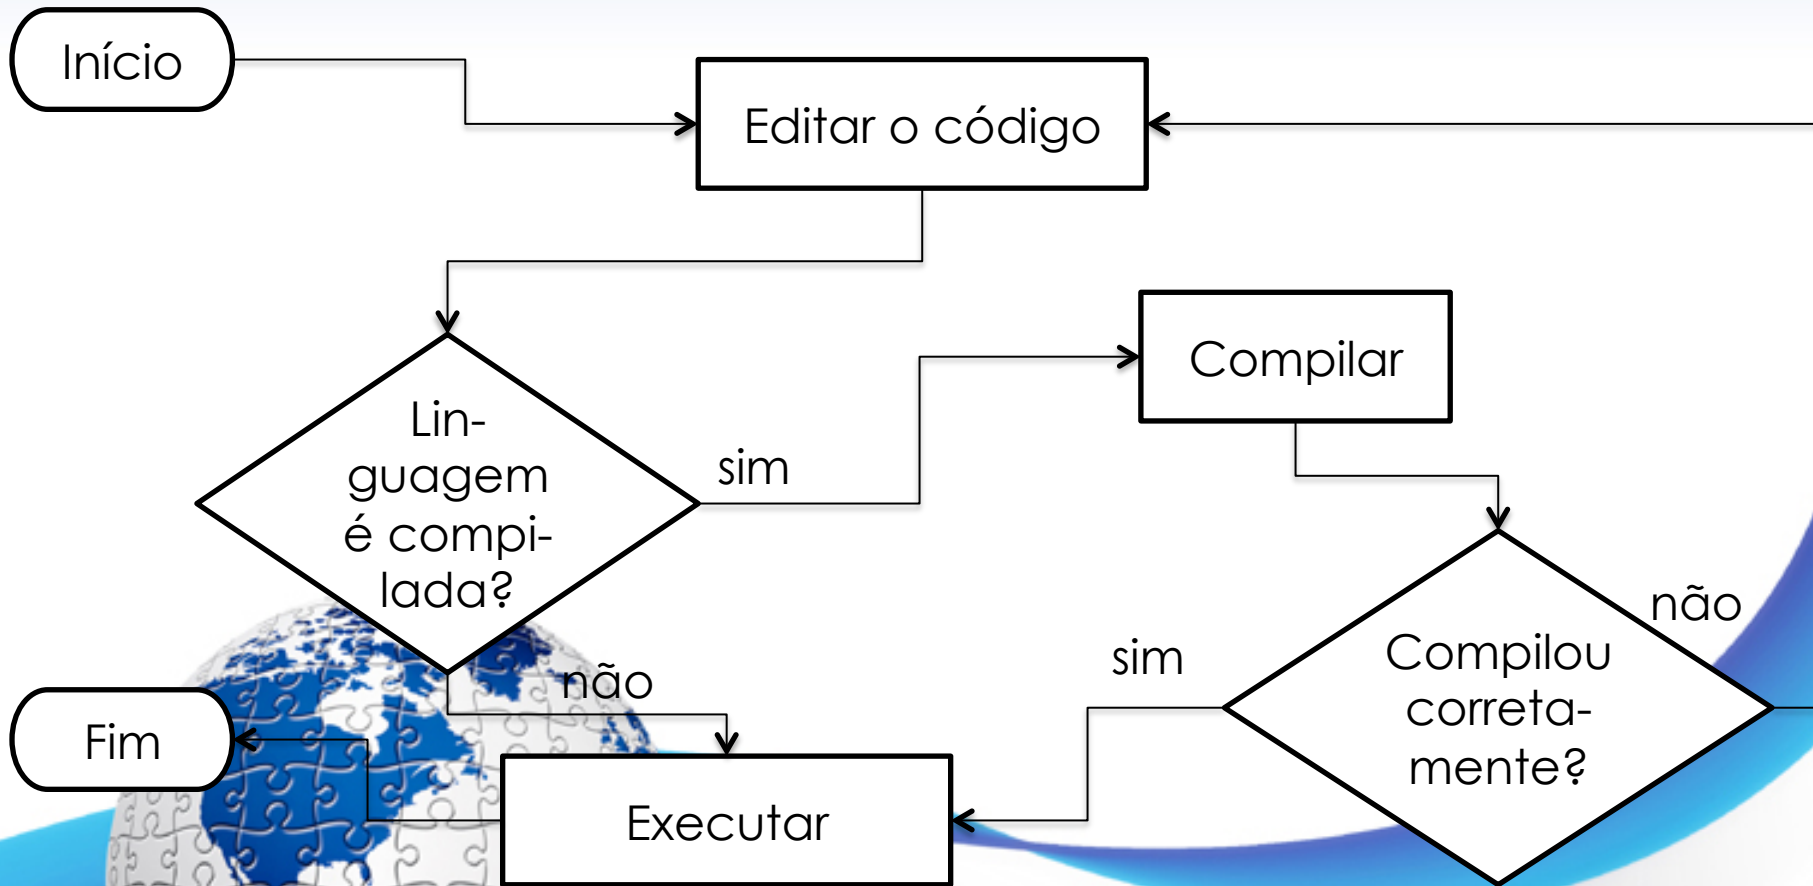 Início
Editar o código
Compilar
Lin-
guagem
é compi-
lada?
sim
não
Compilou
correta-
mente?
sim
não
Executar
Fim